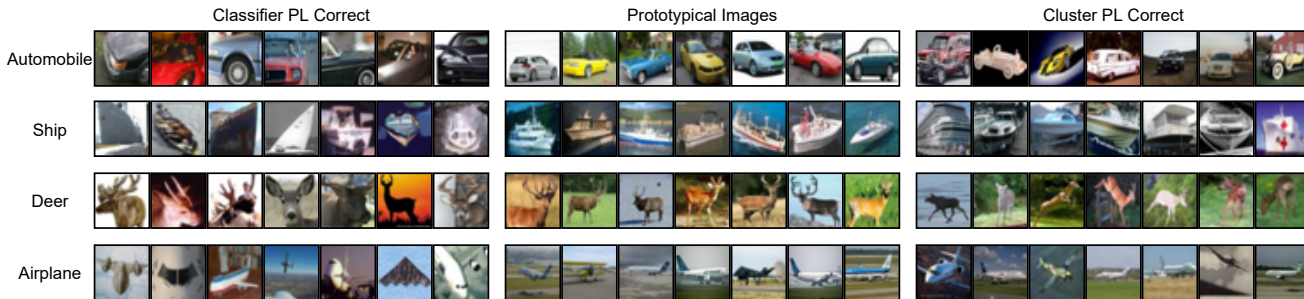 Classifier PL Correct
Prototypical Images
Cluster PL Correct
Automobile
Ship
Deer
Airplane